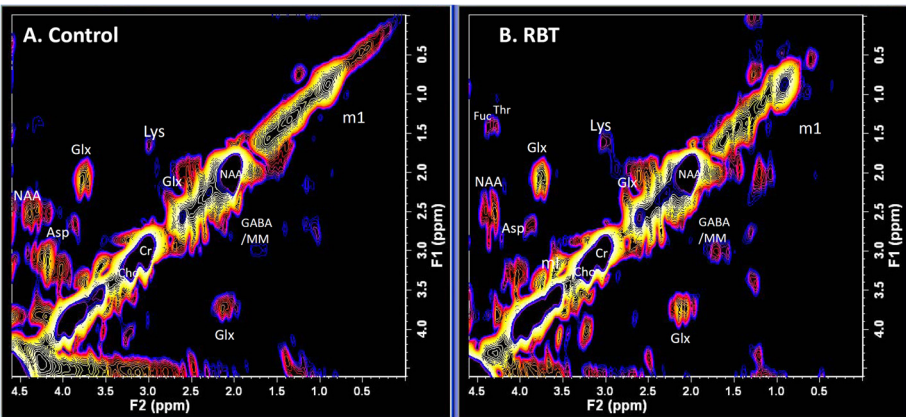 A. Control
m1
Lys
Glx
Glx
NAA
NAA
Asp
GABA
/MM
Cr
Cho
Glx
0.5
1.0
1.5
2.0
2.5
3.0
3.5
4.0
F1 (ppm)
4.6 4.0 3.5 3.0 2.5 2.0 1.5 1.0 0.5
F2 (ppm)
B. RBT
m1
Fuc Thr
Lys
Glx
Glx
NAA
NAA
Asp
GABA
/MM
mI
Cr
Cho
Glx
0.5
1.0
1.5
2.0
2.5
3.0
3.5
4.0
F1 (ppm)
4.6 4.0 3.5 3.0 2.5 2.0 1.5 1.0 0.5
F2 (ppm)